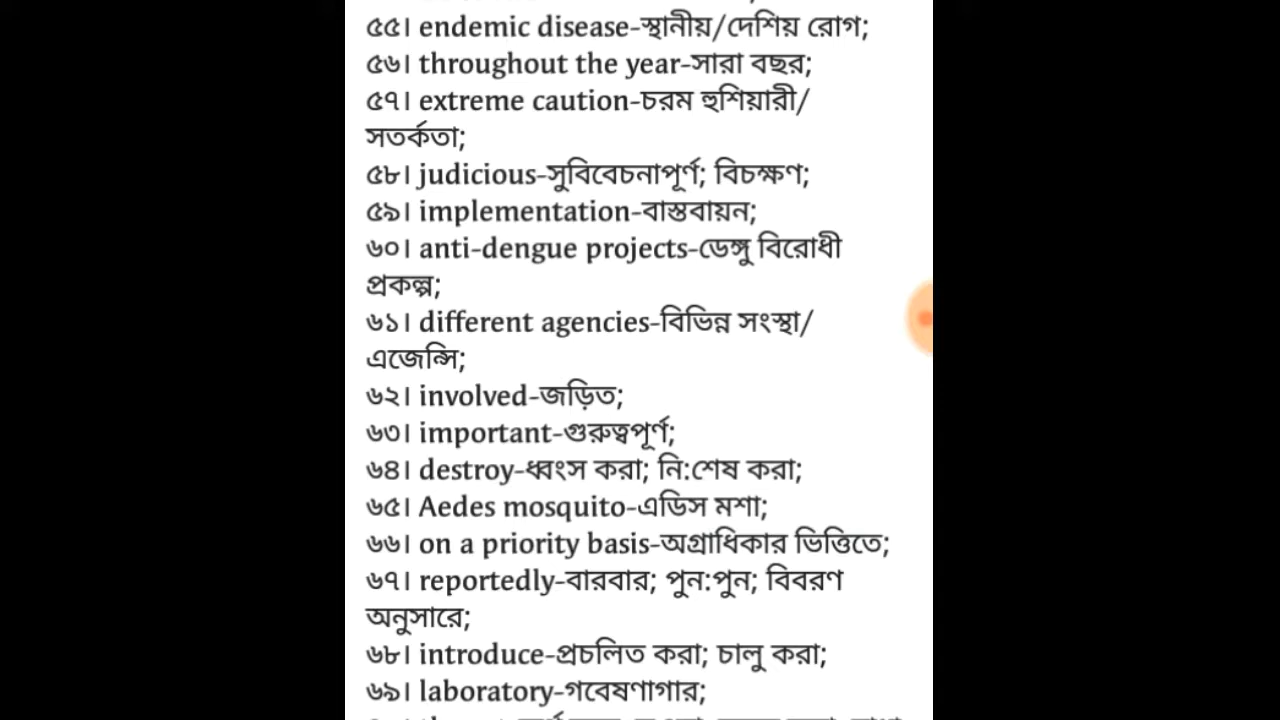 ৫৫। endemic disease-স্থানীয়/দেশিয় রোগ;
৫৬। throughout the year-সারা বছর;
৫৭। extreme caution-চরম হুশিয়ারী/
সতর্কতা;
৫৮। judicious-সুবিবেচনাপূর্ণ; বিচক্ষণ;
৫৯। implementation-বাস্তবায়ন;
৬০। anti-dengue projects-ডেঙ্গু বিরোধী
প্রকল্প;
৬১। different agencies-বিভিন্ন সংস্থা/
এজেন্সি;
৬২। involved-জড়িত;
৬৩। important-গুরুত্বপূর্ণ;
৬৪। destroy-ধ্বংস করা; নি:শেষ করা;
৬৫। Aedes mosquito-এডিস মশা;
৬৬। on a priority basis-অগ্রাধিকার ভিত্তিতে;
৬৭। reportedly-বারবার; পুন:পুন; বিবরণ
অনুসারে;
৬৮। introduce-প্রচলিত করা; চালু করা;
৬৯। laboratory-গবেষণাগার;